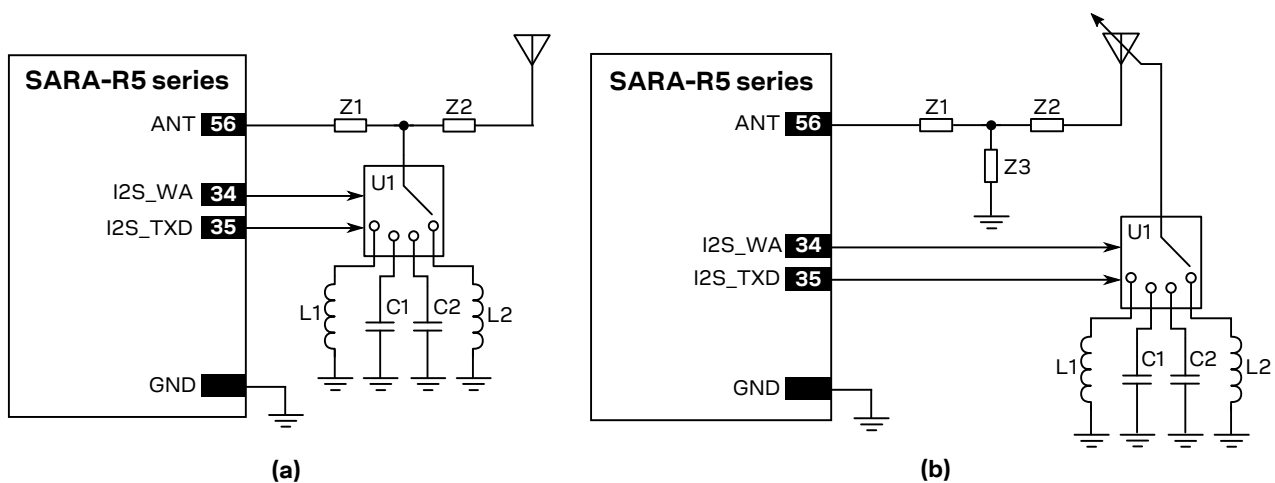 SARA-R5 series
Z1
Z2
ANT 56
U1
I2S_WA 34
I2S_TXD 35
L1
C1
C2
L2
GND
(a)
SARA-R5 series
Z1
Z2
ANT 56
Z3
U1
I2S_WA 34
I2S_TXD 35
L1
C1
C2
L2
GND
(b)